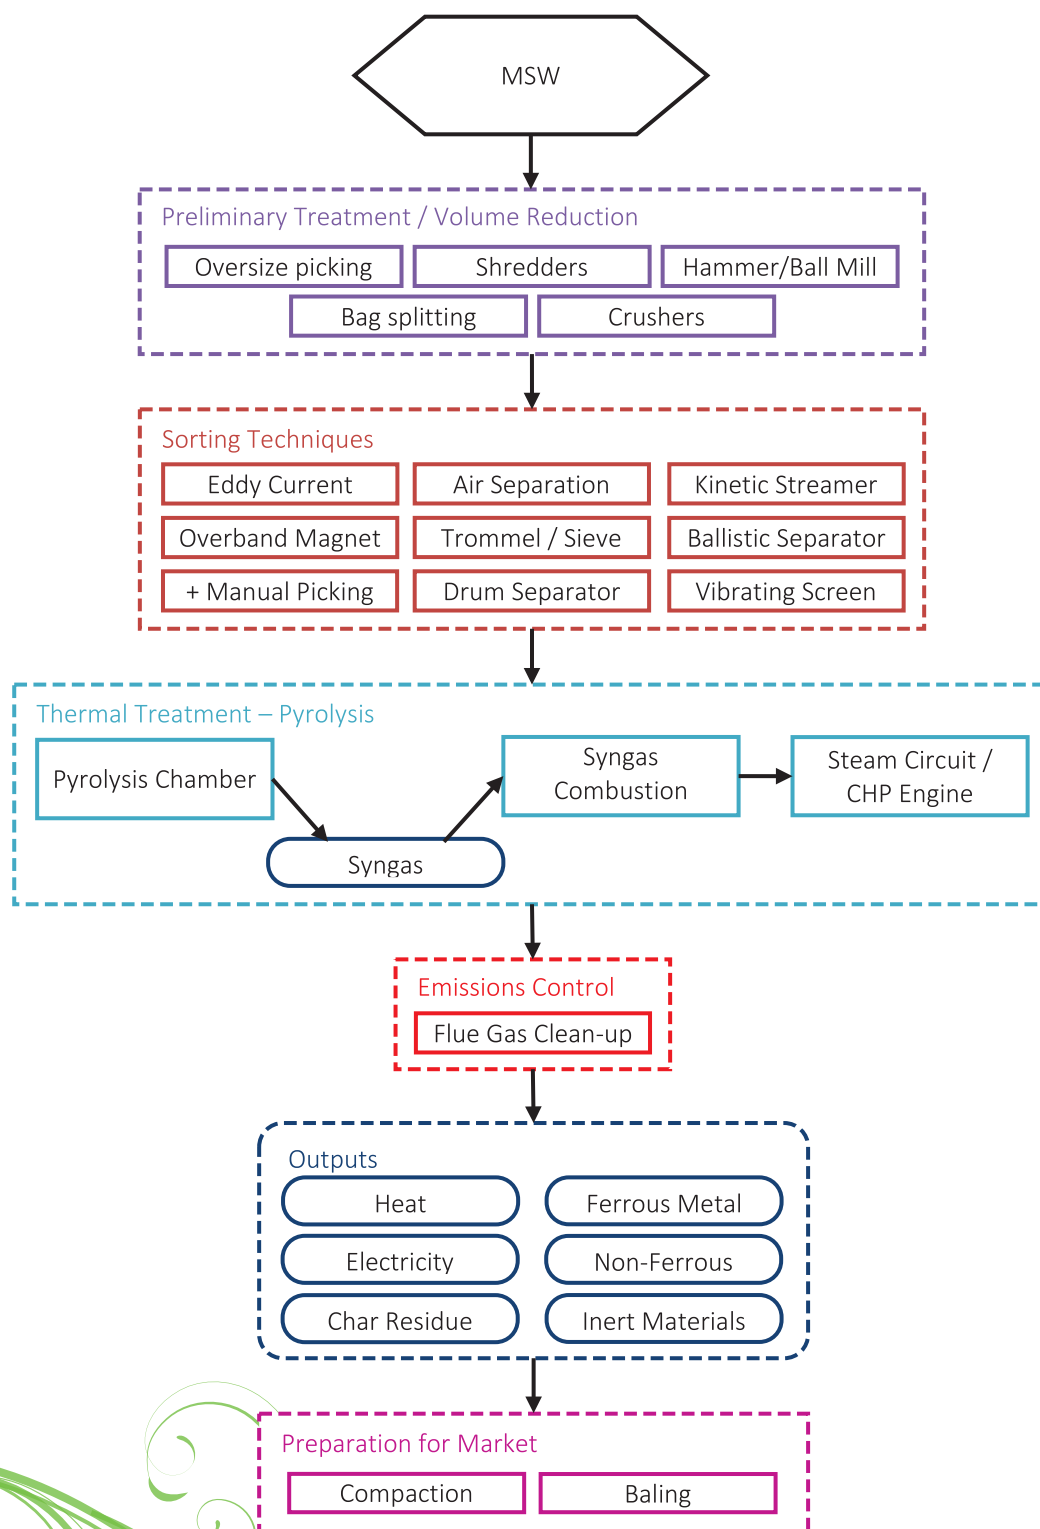 MSW
Preliminary Treatment / Volume Reduction
Oversize picking
Shredders
Hammer/Ball Mill
Bag splitting
Crushers
Sorting Techniques
Eddy Current
Air Separation
Kinetic Streamer
Overband Magnet
Trommel / Sieve
Ballistic Separator
+ Manual Picking
Drum Separator
Vibrating Screen
Thermal Treatment – Pyrolysis
Pyrolysis Chamber
Syngas
Syngas
Combustion
Steam Circuit /
CHP Engine
Emissions Control
Flue Gas Clean-up
Outputs
Heat
Ferrous Metal
Electricity
Non-Ferrous
Char Residue
Inert Materials
Preparation for Market
Compaction
Baling